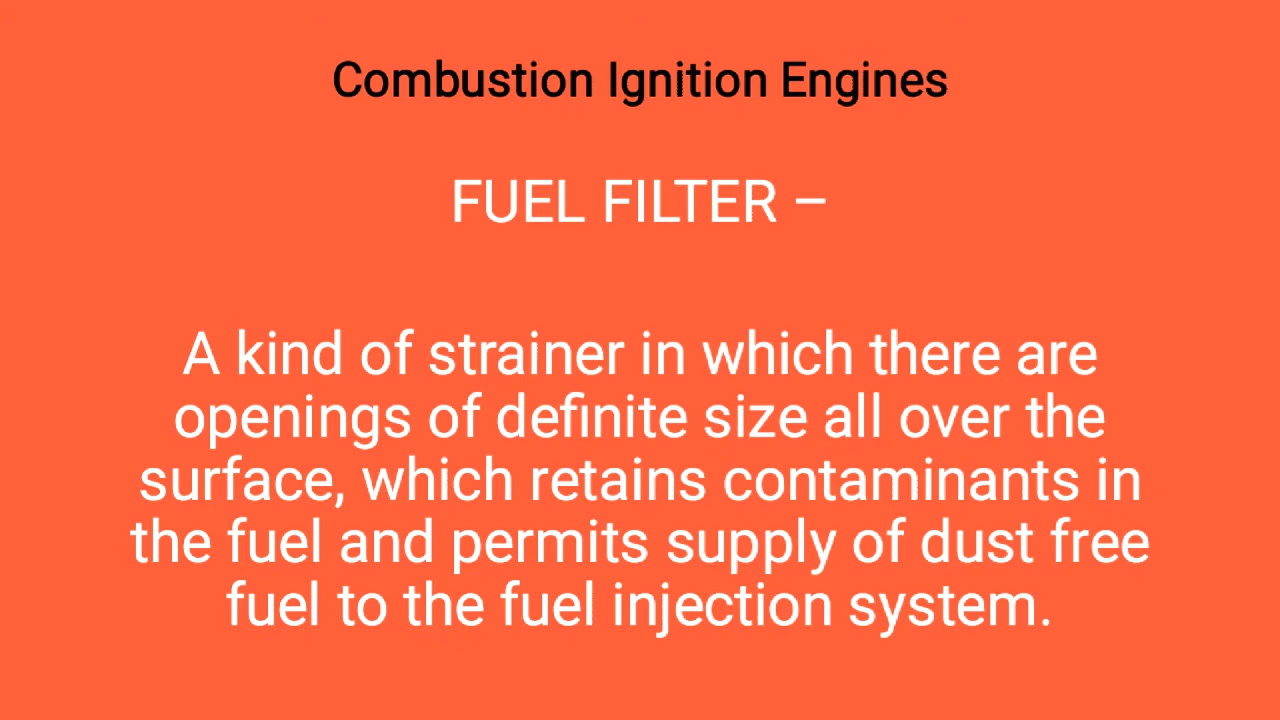 Combustion Ignition Engines
FUEL FILTER –
A kind of strainer in which there are
openings of definite size all over the
surface, which retains contaminants in
the fuel and permits supply of dust free
fuel to the fuel injection system.